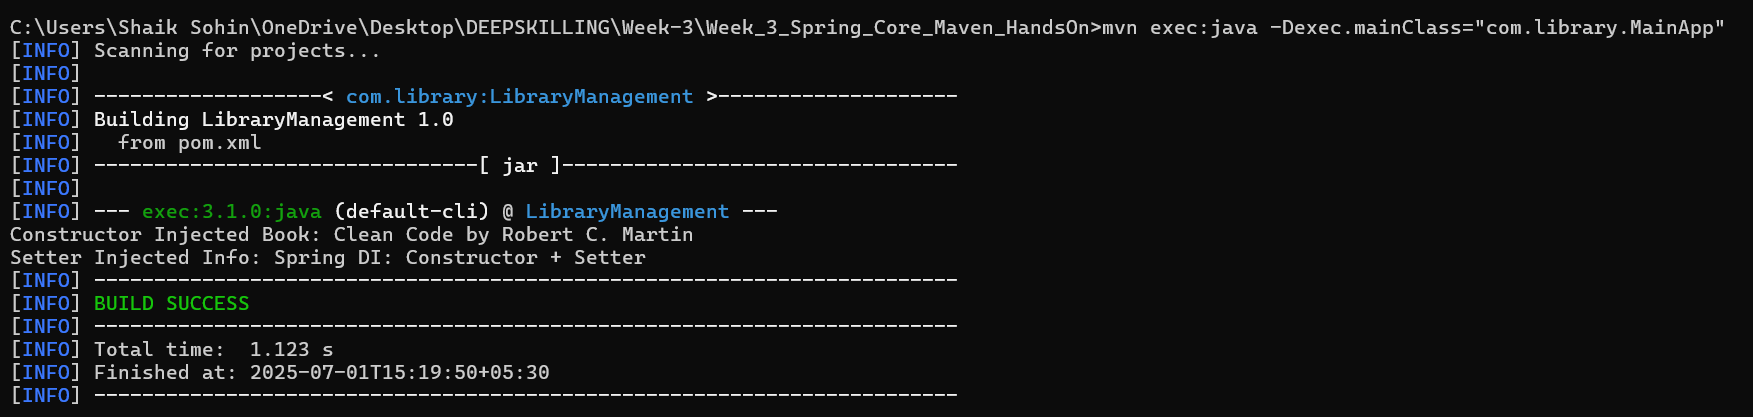 C:\Users\Shaik Sohin\OneDrive\Desktop\DEEPSKILLING\Week-3\Week_3_Spring_Core_Maven_HandsOn>mvn exec:java -Dexec.mainClass="com.library.MainApp"
[INFO] Scanning for projects...
[INFO]
[INFO] -------------------< com.library:LibraryManagement >--------------------
[INFO] Building LibraryManagement 1.0
[INFO]   from pom.xml
[INFO] --------------------------------[ jar ]---------------------------------
[INFO]
[INFO] --- exec:3.1.0:java (default-cli) @ LibraryManagement ---
Constructor Injected Book: Clean Code by Robert C. Martin
Setter Injected Info: Spring DI: Constructor + Setter
[INFO] ------------------------------------------------------------------------
[INFO] BUILD SUCCESS
[INFO] ------------------------------------------------------------------------
[INFO] Total time:  1.123 s
[INFO] Finished at: 2025-07-01T15:19:50+05:30
[INFO] ------------------------------------------------------------------------